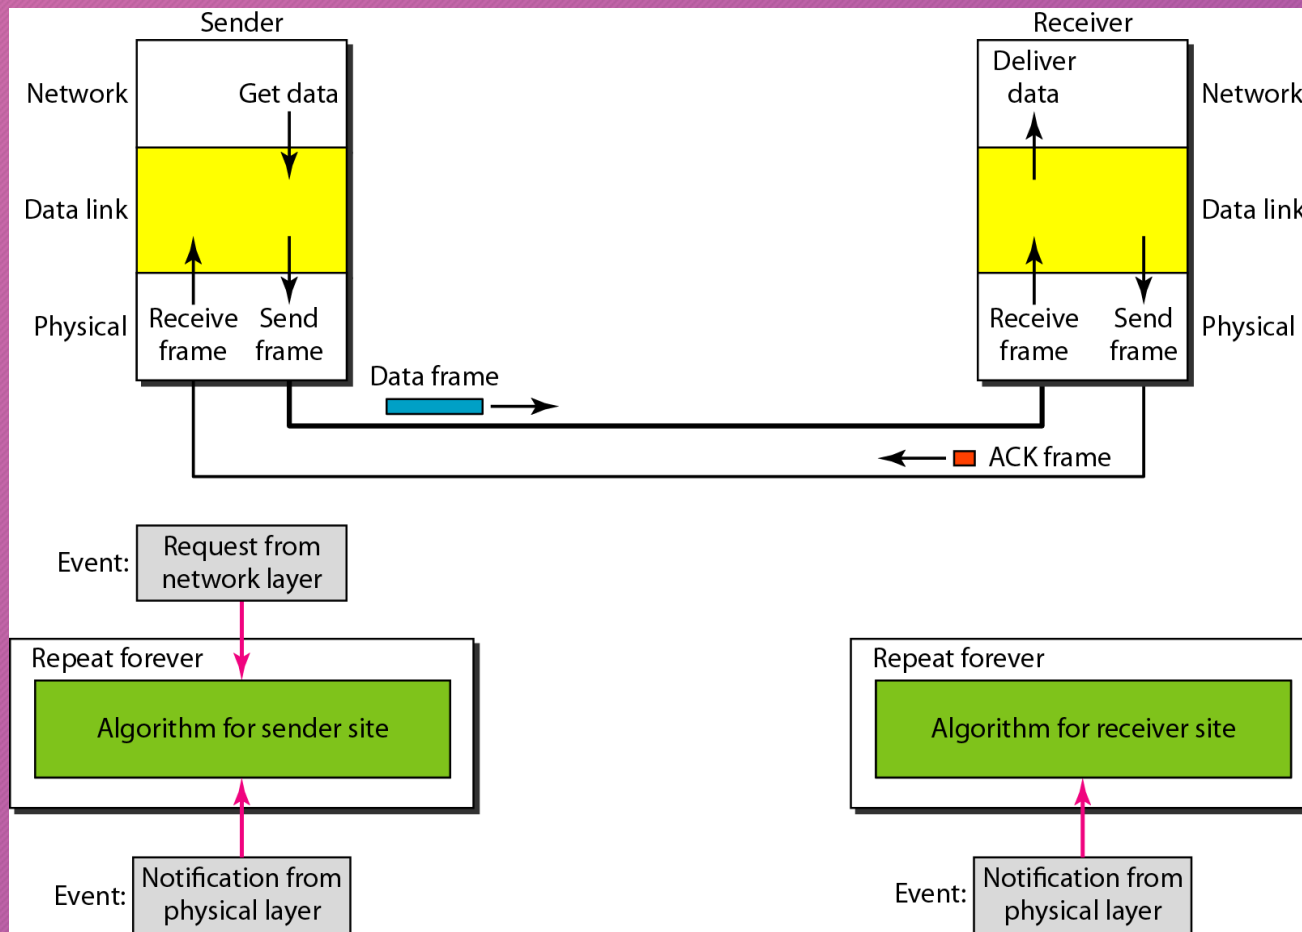 Sender
Receiver
Network
Get data
Deliver
data
Network
Data link
Data link
Physical
Receive
frame
Send
frame
Receive
frame
Send
frame
Physical
Data frame
ACK frame
Event:
Request from
network layer
Repeat forever
Algorithm for sender site
Repeat forever
Algorithm for receiver site
Event:
Notification from
physical layer
Event:
Notification from
physical layer